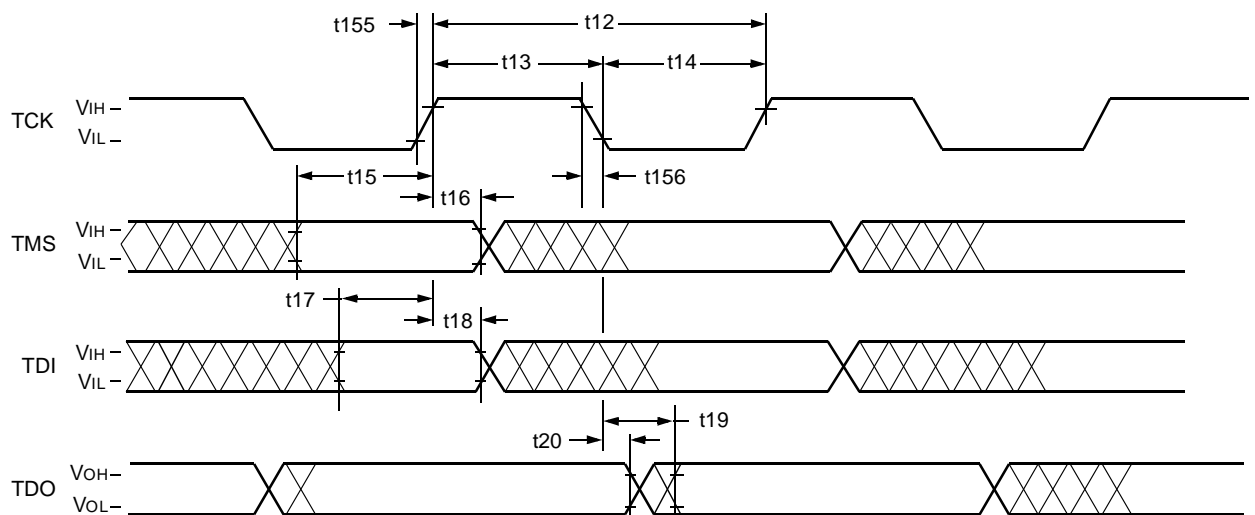 t155
t12
t13
t14
TCK
VIH
VIL
t15
t156
t16
TMS
VIH
VIL
t17
t18
TDI
VIH
VIL
t19
t20
TDO
VOH
VOL